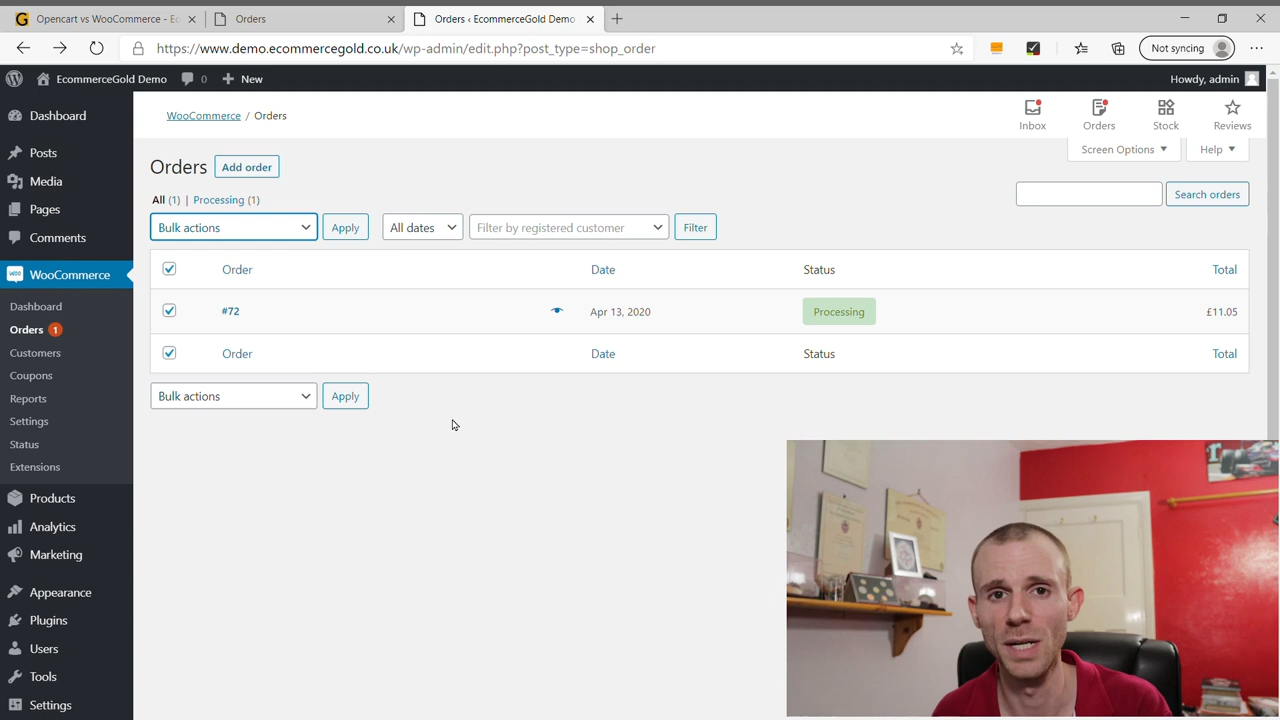 Opencart vs WooCommerce - Ec
Orders
Orders ‹ EcommerceGold Demo
https://www.demo.ecommercegold.co.uk/wp-admin/edit.php?post_type=shop_order
Not syncing
EcommerceGold Demo
0
New
Howdy, admin
Dashboard
Posts
Media
Pages
Comments
WooCommerce
Dashboard
Orders 1
Customers
Coupons
Reports
Settings
Status
Extensions
Products
Analytics
Marketing
Appearance
Plugins
Users
Tools
Settings
WooCommerce / Orders
Inbox
Orders
Stock
Reviews
Screen Options
Help
Orders
Add order
All (1) | Processing (1)
Search orders
Bulk actions
Apply
All dates
Filter by registered customer
Filter
Order Date Status Total
#72 Apr 13, 2020 Processing £11.05
Order Date Status Total
Bulk actions
Apply